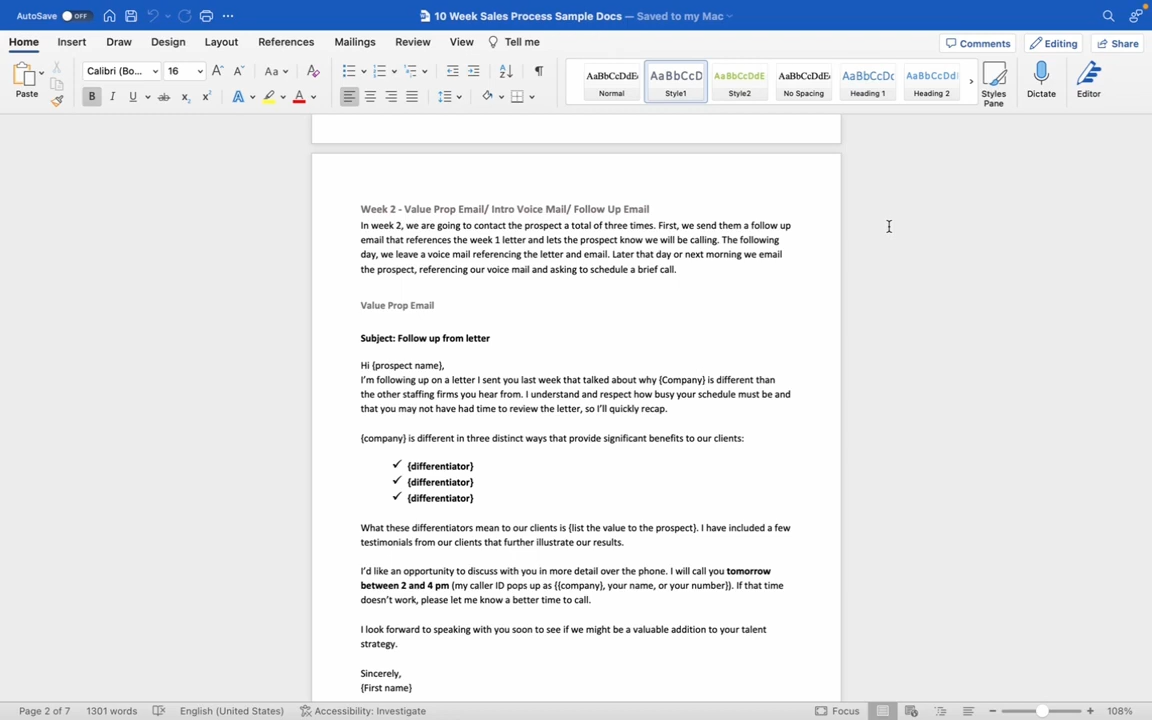 AutoSave OFF 10 Week Sales Process Sample Docs — Saved to my Mac
Home Insert Draw Design Layout References Mailings Review View Tell me Comments Editing Share
Paste Calibri (Bo... 16 A A Aa A AaBbCcDdEe AaBbCcD AaBbCcDdE AaBbCcDdEe AaBbCcDc AaBbCcDdE
B I U ab x₂ x² A A Normal Style1 Style2 No Spacing Heading 1 Heading 2 Styles Pane Dictate Editor
Week 2 - Value Prop Email/ Intro Voice Mail/ Follow Up Email
In week 2, we are going to contact the prospect a total of three times. First, we send them a follow up
email that references the week 1 letter and lets the prospect know we will be calling. The following
day, we leave a voice mail referencing the letter and email. Later that day or next morning we email
the prospect, referencing our voice mail and asking to schedule a brief call.
Value Prop Email
Subject: Follow up from letter
Hi {prospect name},
I'm following up on a letter I sent you last week that talked about why {Company} is different than
the other staffing firms you hear from. I understand and respect how busy your schedule must be and
that you may not have had time to review the letter, so I'll quickly recap.
{company} is different in three distinct ways that provide significant benefits to our clients:
✓ {differentiator}
✓ {differentiator}
✓ {differentiator}
What these differentiators mean to our clients is {list the value to the prospect}. I have included a few
testimonials from our clients that further illustrate our results.
I'd like an opportunity to discuss with you in more detail over the phone. I will call you tomorrow
between 2 and 4 pm (my caller ID pops up as {{company}, your name, or your number}). If that time
doesn't work, please let me know a better time to call.
I look forward to speaking with you soon to see if we might be a valuable addition to your talent
strategy.
Sincerely,
{First name}
Page 2 of 7 1301 words English (United States) Accessibility: Investigate Focus 108%